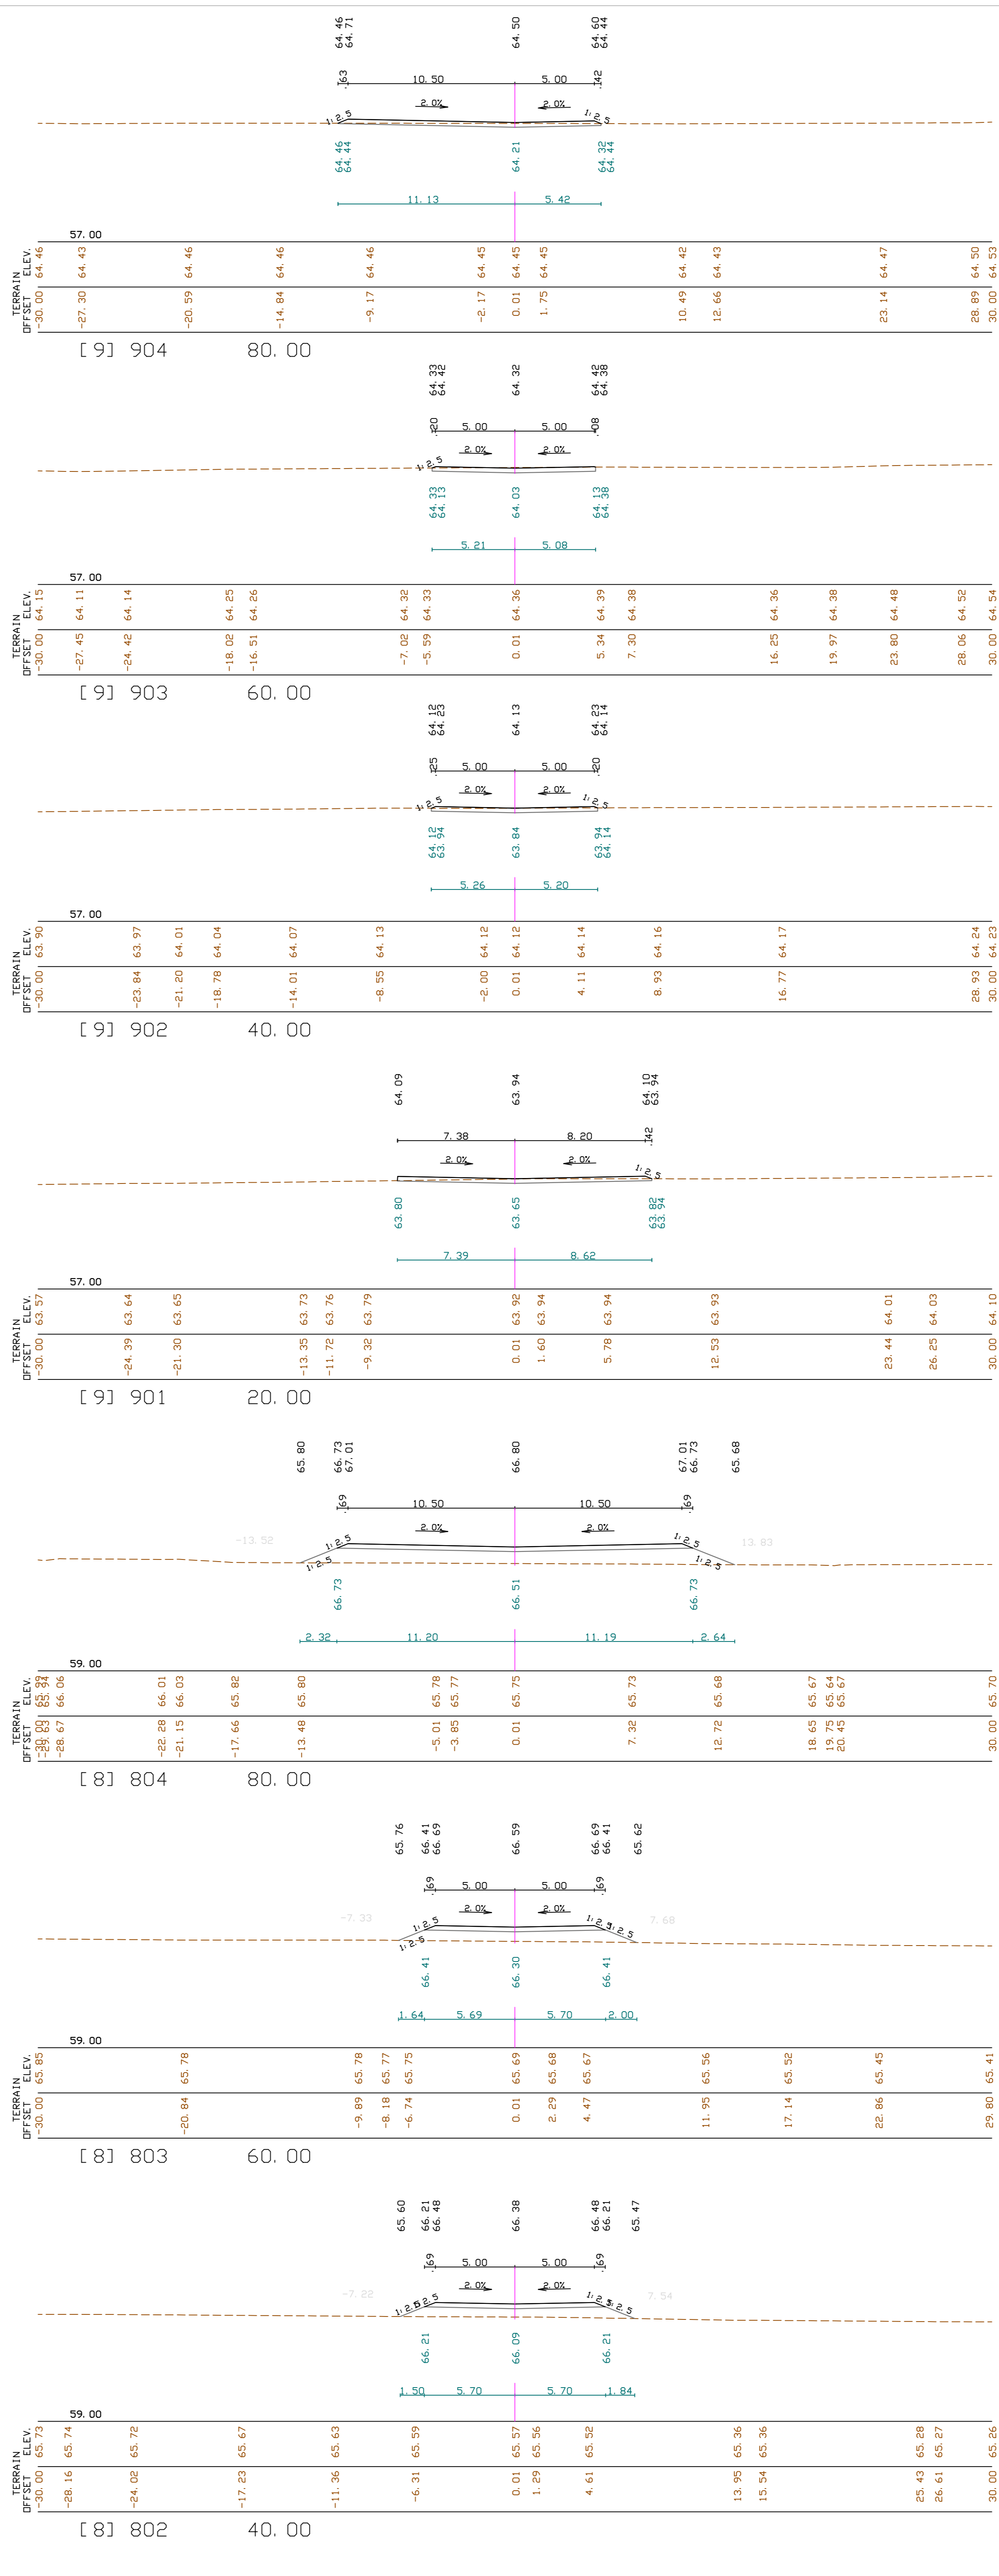 64.46 64.71 64.50 64.60 64.44
.63 10.50 5.00 .42
2.0% 2.0%
1:2.5 1:2.5
64.46 64.44 64.21 64.32 64.44
11.13 5.42
57.00
TERRAIN ELEV. 64.46 64.43 64.46 64.46 64.46 64.45 64.45 64.45 64.42 64.43 64.47 64.50 64.53
OFFSET -30.00 -27.30 -20.59 -14.84 -9.17 -2.17 0.01 1.75 10.49 12.66 23.14 28.89 30.00
[9] 904 80.00
64.33 64.42 64.32 64.42 64.38
.20 5.00 5.00 .08
2.0% 2.0%
1:2.5
64.33 64.13 64.03 64.13 64.38
5.21 5.08
57.00
TERRAIN ELEV. 64.15 64.11 64.14 64.25 64.26 64.32 64.33 64.36 64.39 64.38 64.36 64.38 64.48 64.52 64.54
OFFSET -30.00 -27.45 -24.42 -18.02 -16.51 -7.02 -5.59 0.01 5.34 7.30 16.25 19.97 23.80 28.06 30.00
[9] 903 60.00
64.12 64.23 64.13 64.23 64.14
.25 5.00 5.00 .20
2.0% 2.0%
1:2.5 1:2.5
64.12 63.94 63.84 63.94 64.14
5.26 5.20
57.00
TERRAIN ELEV. 63.90 63.97 64.01 64.04 64.07 64.13 64.12 64.12 64.14 64.16 64.17 64.24 64.23
OFFSET -30.00 -23.84 -21.20 -18.78 -14.01 -8.55 -2.00 0.01 4.11 8.93 16.77 28.93 30.00
[9] 902 40.00
64.09 63.94 64.10 63.94
7.38 8.20 .42
2.0% 2.0%
1:2.5
63.80 63.65 63.82 63.94
7.39 8.62
57.00
TERRAIN ELEV. 63.57 63.64 63.65 63.73 63.76 63.79 63.92 63.94 63.94 63.93 64.01 64.03 64.10
OFFSET -30.00 -24.39 -21.30 -13.35 -11.72 -9.32 0.01 1.60 5.78 12.53 23.44 26.25 30.00
[9] 901 20.00
65.80 66.73 67.01 66.80 67.01 66.73 65.68
.69 10.50 10.50 .69
2.0% 2.0%
-13.52 1:2.5 1:2.5 13.83
1:2.5 1:2.5
66.73 66.51 66.73
2.32 11.20 11.19 2.64
59.00
TERRAIN ELEV. 65.99 65.94 66.06 66.01 66.03 65.82 65.80 65.78 65.77 65.75 65.73 65.68 65.67 65.64 65.67 65.70
OFFSET -30.00 -29.63 -28.67 -22.28 -21.15 -17.66 -13.48 -5.01 -3.85 0.01 7.32 12.72 18.65 19.75 20.45 30.00
[8] 804 80.00
65.76 66.41 66.69 66.59 66.69 66.41 65.62
.69 5.00 5.00 .69
2.0% 2.0%
-7.33 1:2.5 1:2.5 1:2.5 7.68
1:2.5
66.41 66.30 66.41
1.64 5.69 5.70 2.00
59.00
TERRAIN ELEV. 65.85 65.78 65.78 65.77 65.75 65.69 65.68 65.67 65.56 65.52 65.45 65.41
OFFSET -30.00 -20.84 -9.89 -8.18 -6.74 0.01 2.29 4.47 11.95 17.14 22.86 29.80
[8] 803 60.00
65.60 66.21 66.48 66.38 66.48 66.21 65.47
.69 5.00 5.00 .69
2.0% 2.0%
-7.22 1:2.5 1:2.5 1:2.5 1:2.5 7.54
66.21 66.09 66.21
1.50 5.70 5.70 1.84
59.00
TERRAIN ELEV. 65.73 65.74 65.72 65.67 65.63 65.59 65.57 65.56 65.52 65.36 65.36 65.28 65.27 65.26
OFFSET -30.00 -28.16 -24.02 -17.23 -11.36 -6.31 0.01 1.29 4.61 13.95 15.54 25.43 26.61 30.00
[8] 802 40.00